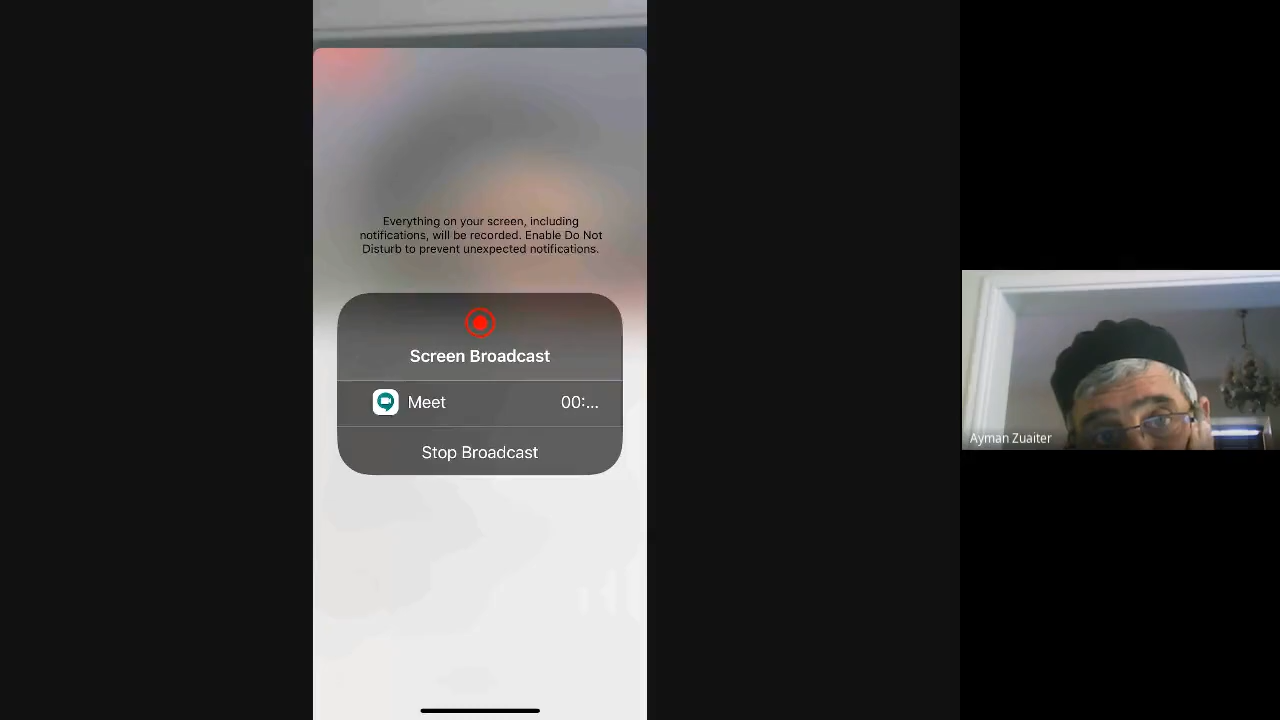 Everything on your screen, including
notifications, will be recorded. Enable Do Not
Disturb to prevent unexpected notifications.
Screen Broadcast
Meet 00:...
Stop Broadcast
Ayman Zuaiter